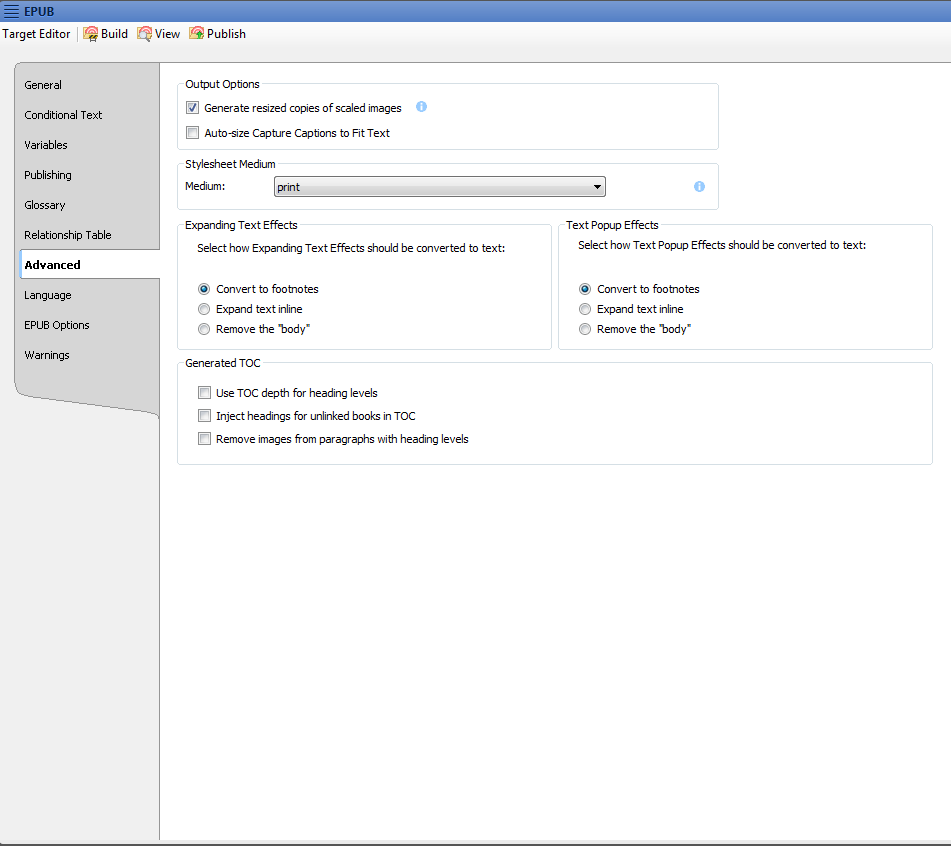 EPUB
Target Editor Build View Publish
General
Conditional Text
Variables
Publishing
Glossary
Relationship Table
Advanced
Language
EPUB Options
Warnings
Output Options
Generate resized copies of scaled images
Auto-size Capture Captions to Fit Text
Stylesheet Medium
Medium: print
Expanding Text Effects
Select how Expanding Text Effects should be converted to text:
Convert to footnotes
Expand text inline
Remove the "body"
Text Popup Effects
Select how Text Popup Effects should be converted to text:
Convert to footnotes
Expand text inline
Remove the "body"
Generated TOC
Use TOC depth for heading levels
Inject headings for unlinked books in TOC
Remove images from paragraphs with heading levels